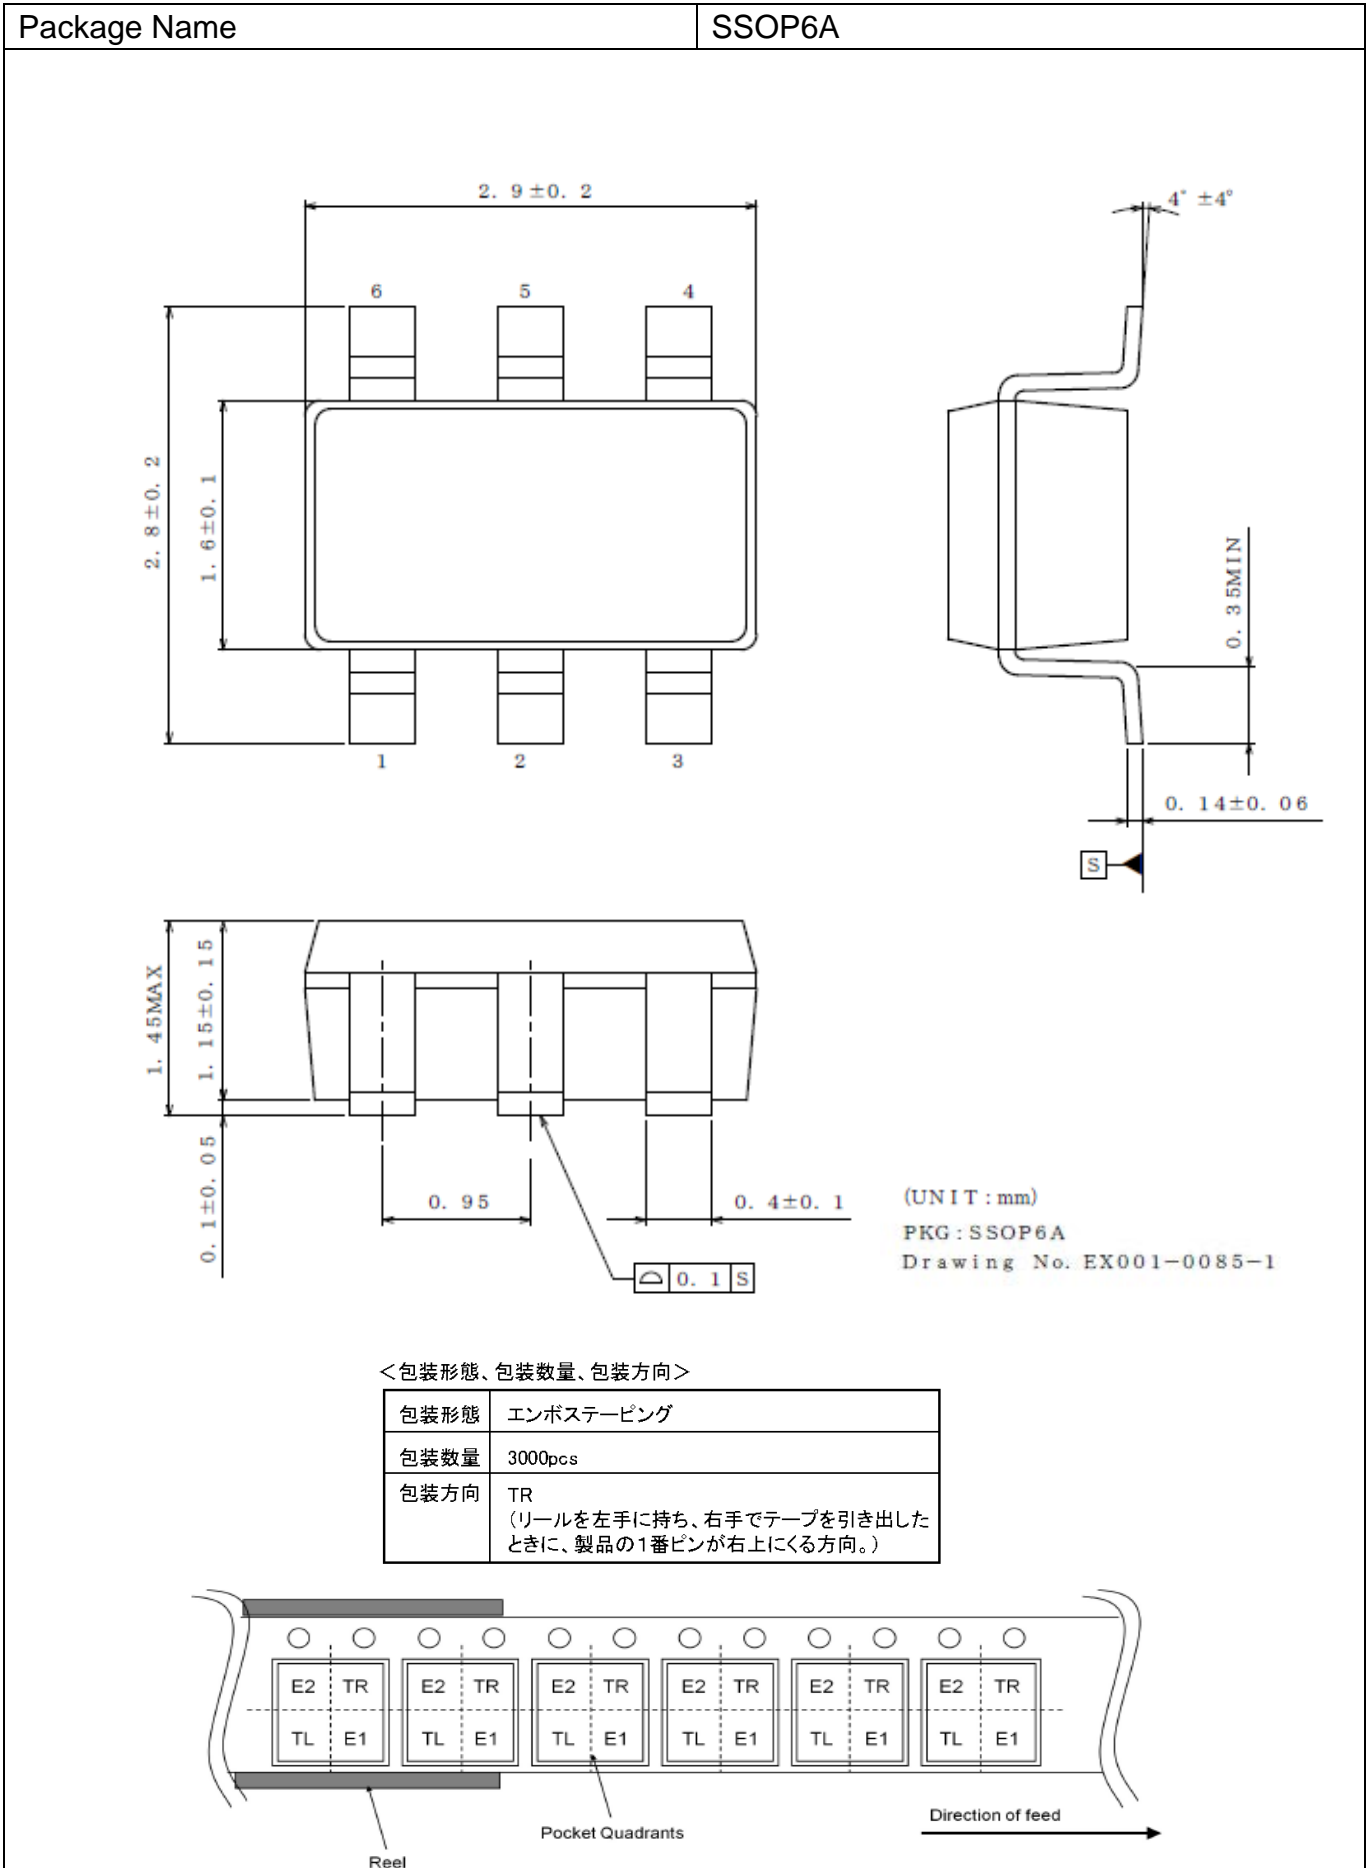 Package Name
SSOP6A
2. 9±0. 2
4° ±4°
6
5
4
2. 8±0. 2
1. 6±0. 1
0. 35MIN
1
2
3
0. 14±0. 06
S
1. 45MAX
1. 15±0. 15
0. 1±0. 05
0. 95
0. 4±0. 1
0. 1 S
(UNIT:mm)
PKG:SSOP6A
Drawing No. EX001-0085-1
<包装形態、包装数量、包装方向>
包装形態 エンボステーピング
包装数量 3000pcs
包装方向 TR
(リールを左手に持ち、右手でテープを引き出した
ときに、製品の1番ピンが右上にくる方向。)
E2 TR E2 TR E2 TR E2 TR E2 TR E2 TR
TL E1 TL E1 TL E1 TL E1 TL E1 TL E1
Direction of feed
Pocket Quadrants
Reel